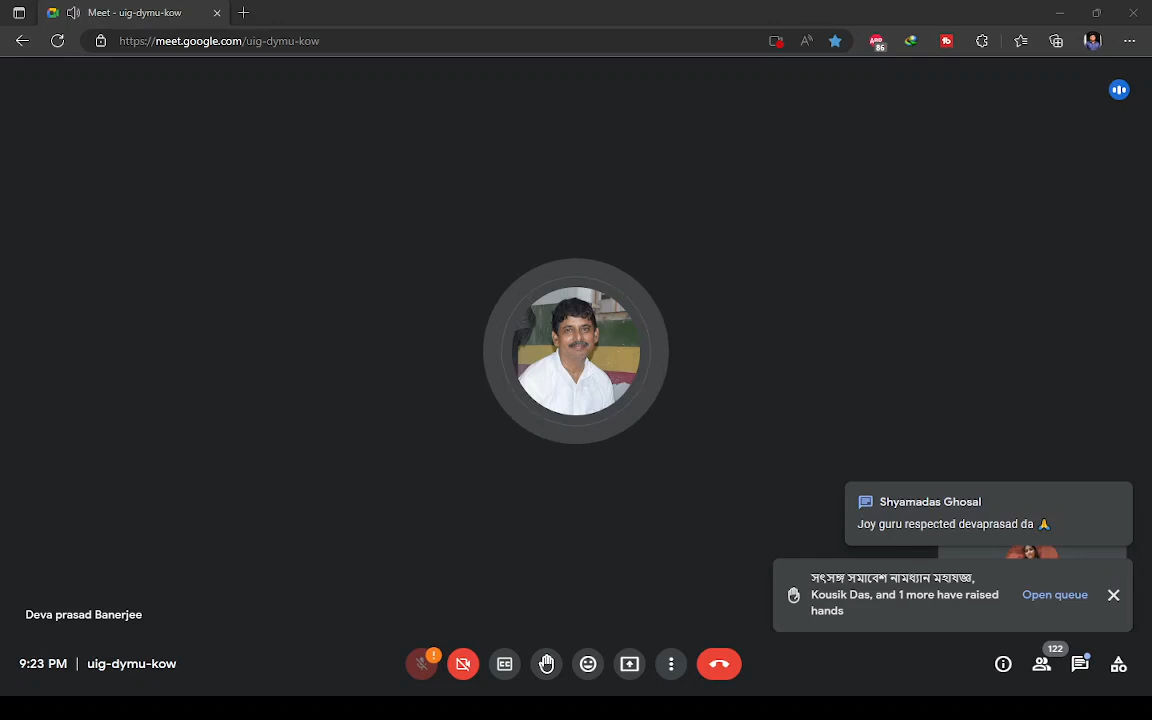 Meet - uig-dymu-kow
https://meet.google.com/uig-dymu-kow
86
Shyamadas Ghosal
Joy guru respected devaprasad da 🙏
সৎসঙ্গ সমাবেশ নামধ্যান মহাযজ্ঞ,
Kousik Das, and 1 more have raised
hands
Open queue
Deva prasad Banerjee
9:23 PM | uig-dymu-kow
122